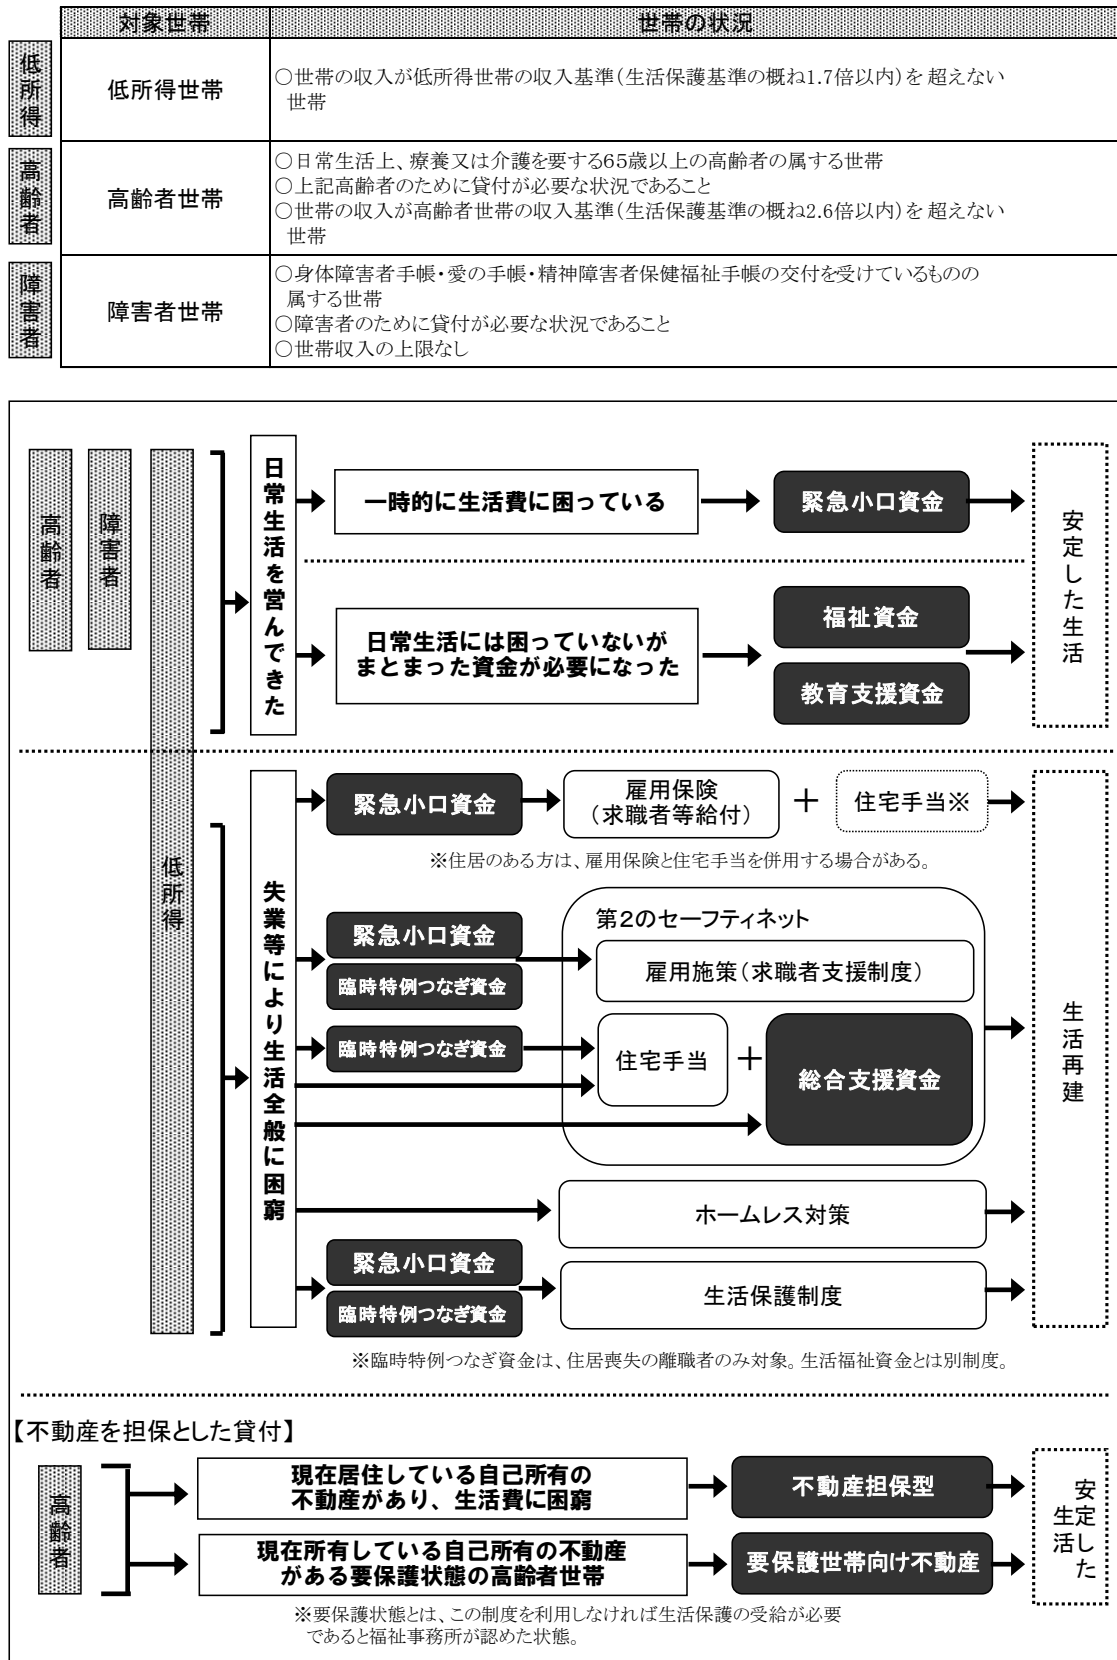 対象世帯
世帯の状況
低所得
低所得世帯
○世帯の収入が低所得世帯の収入基準（生活保護基準の概ね1.7倍以内）を超えない
世帯
高齢者
高齢者世帯
○日常生活上、療養又は介護を要する65歳以上の高齢者の属する世帯
○上記高齢者のために貸付が必要な状況であること
○世帯の収入が高齢者世帯の収入基準（生活保護基準の概ね2.6倍以内）を超えない
世帯
障害者
障害者世帯
○身体障害者手帳・愛の手帳・精神障害者保健福祉手帳の交付を受けているものの
属する世帯
○障害者のために貸付が必要な状況であること
○世帯収入の上限なし
高齢者
障害者
低所得
日常生活を営んできた
一時的に生活費に困っている
緊急小口資金
日常生活には困っていないが
まとまった資金が必要になった
福祉資金
教育支援資金
安定した生活
失業等により生活全般に困窮
緊急小口資金
雇用保険
（求職者等給付）
＋
住宅手当※
※住居のある方は、雇用保険と住宅手当を併用する場合がある。
緊急小口資金
臨時特例つなぎ資金
第2のセーフティネット
雇用施策（求職者支援制度）
臨時特例つなぎ資金
住宅手当
＋
総合支援資金
ホームレス対策
緊急小口資金
臨時特例つなぎ資金
生活保護制度
生活再建
※臨時特例つなぎ資金は、住居喪失の離職者のみ対象。生活福祉資金とは別制度。
【不動産を担保とした貸付】
高齢者
現在居住している自己所有の
不動産があり、生活費に困窮
不動産担保型
現在所有している自己所有の不動産
がある要保護状態の高齢者世帯
要保護世帯向け不動産
安定した
生活
※要保護状態とは、この制度を利用しなければ生活保護の受給が必要
であると福祉事務所が認めた状態。